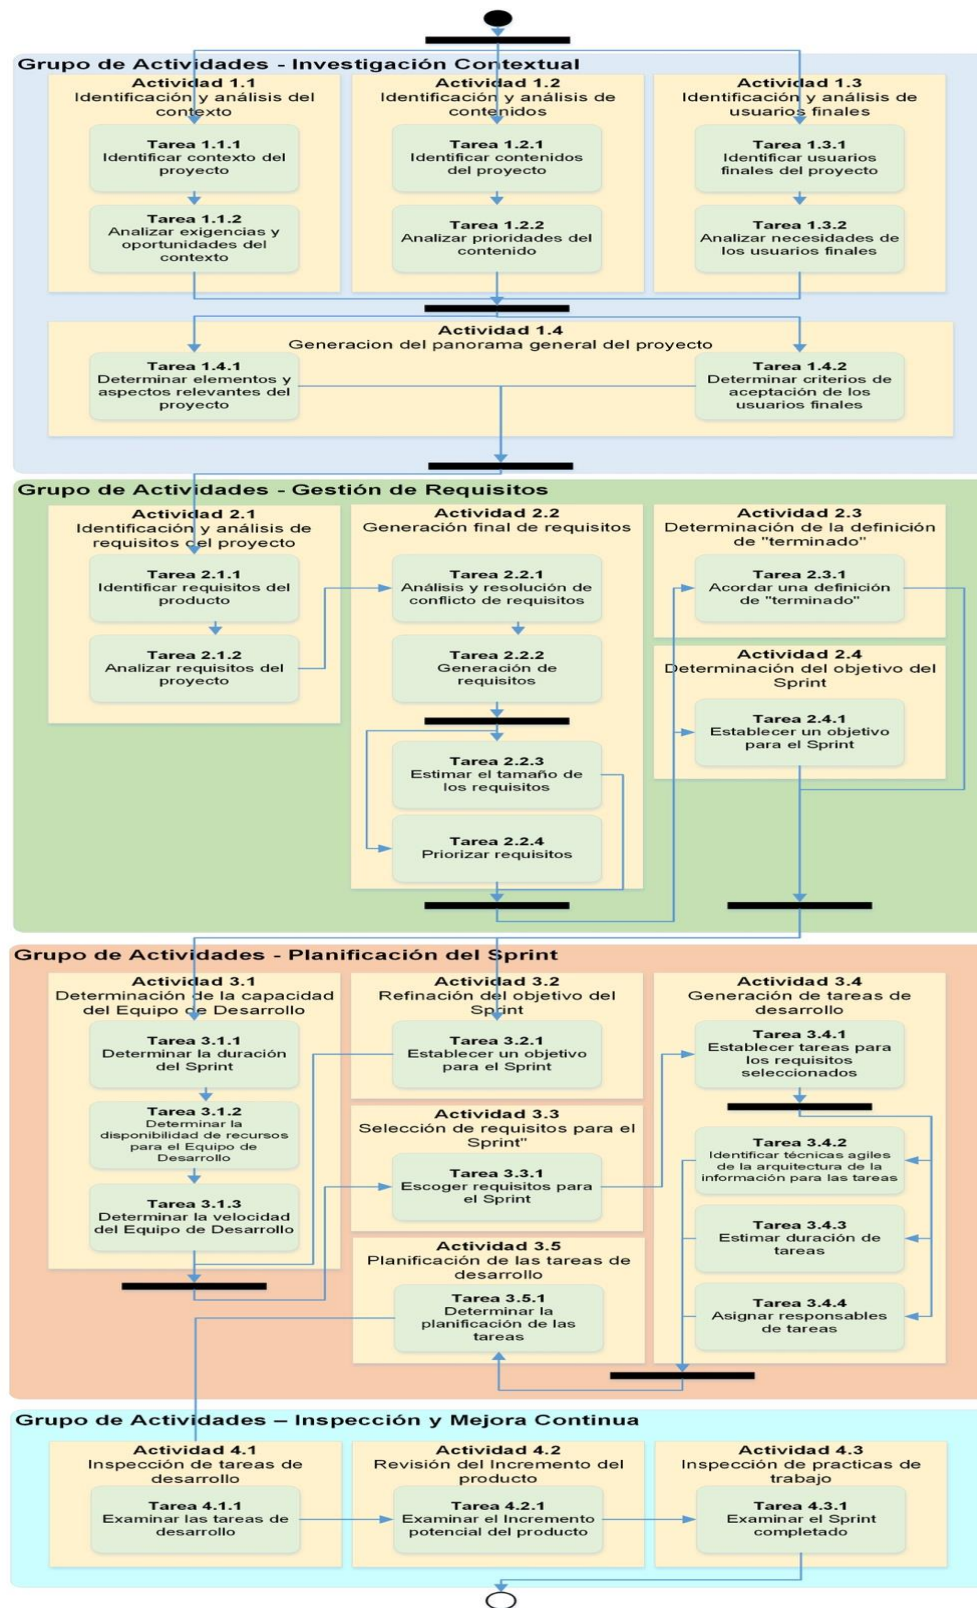 Grupo de Actividades - Investigación Contextual
Actividad 1.1
Identificación y análisis del
contexto
Tarea 1.1.1
Identificar contexto del
proyecto
Tarea 1.1.2
Analizar exigencias y
oportunidades del
contexto
Actividad 1.2
Identificación y análisis de
contenidos
Tarea 1.2.1
Identificar contenidos
del proyecto
Tarea 1.2.2
Analizar prioridades del
contenido
Actividad 1.3
Identificación y análisis de
usuarios finales
Tarea 1.3.1
Identificar usuarios
finales del proyecto
Tarea 1.3.2
Analizar necesidades de
los usuarios finales
Actividad 1.4
Generacion del panorama general del proyecto
Tarea 1.4.1
Determinar elementos y
aspectos relevantes del
proyecto
Tarea 1.4.2
Determinar criterios de
aceptación de los
usuarios finales
Grupo de Actividades - Gestión de Requisitos
Actividad 2.1
Identificación y análisis de
requisitos del proyecto
Tarea 2.1.1
Identificar requisitos del
producto
Tarea 2.1.2
Analizar requisitos del
proyecto
Actividad 2.2
Generación final de requisitos
Tarea 2.2.1
Análisis y resolución de
conflicto de requisitos
Tarea 2.2.2
Generación de
requisitos
Tarea 2.2.3
Estimar el tamaño de
los requisitos
Tarea 2.2.4
Priorizar requisitos
Actividad 2.3
Determinación de la definición
de "terminado"
Tarea 2.3.1
Acordar una definición
de "terminado"
Actividad 2.4
Determinación del objetivo del
Sprint
Tarea 2.4.1
Establecer un objetivo
para el Sprint
Grupo de Actividades - Planificación del Sprint
Actividad 3.1
Determinación de la capacidad
del Equipo de Desarrollo
Tarea 3.1.1
Determinar la duración
del Sprint
Tarea 3.1.2
Determinar la
disponibilidad de recursos
para el Equipo de
Desarrollo
Tarea 3.1.3
Determinar la velocidad
del Equipo de Desarrollo
Actividad 3.2
Refinación del objetivo del
Sprint
Tarea 3.2.1
Establecer un objetivo
para el Sprint
Actividad 3.3
Selección de requisitos para el
Sprint"
Tarea 3.3.1
Escoger requisitos para
el Sprint
Actividad 3.4
Generación de tareas de
desarrollo
Tarea 3.4.1
Establecer tareas para
los requisitos
seleccionados
Tarea 3.4.2
Identificar técnicas agiles
de la arquitectura de la
información para las tareas
Tarea 3.4.3
Estimar duración de
tareas
Tarea 3.4.4
Asignar responsables
de tareas
Actividad 3.5
Planificación de las tareas de
desarrollo
Tarea 3.5.1
Determinar la
planificación de las
tareas
Grupo de Actividades – Inspección y Mejora Continua
Actividad 4.1
Inspección de tareas de
desarrollo
Tarea 4.1.1
Examinar las tareas de
desarrollo
Actividad 4.2
Revisión del Incremento del
producto
Tarea 4.2.1
Examinar el Incremento
potencial del producto
Actividad 4.3
Inspección de practicas de
trabajo
Tarea 4.3.1
Examinar el Sprint
completado